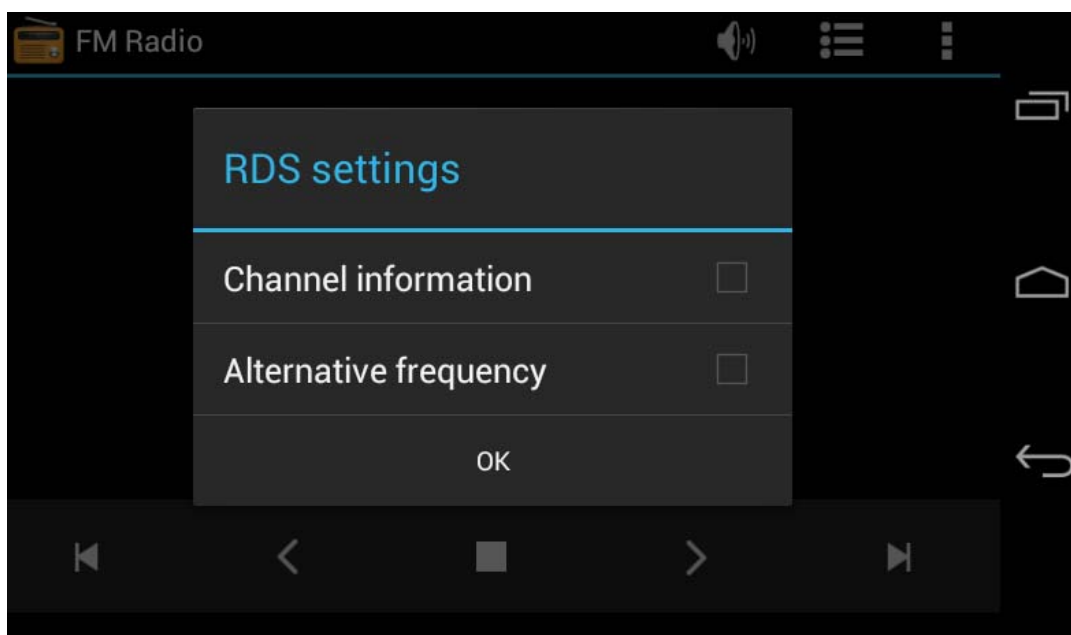 FM Radio
RDS settings
Channel information
Alternative frequency
OK